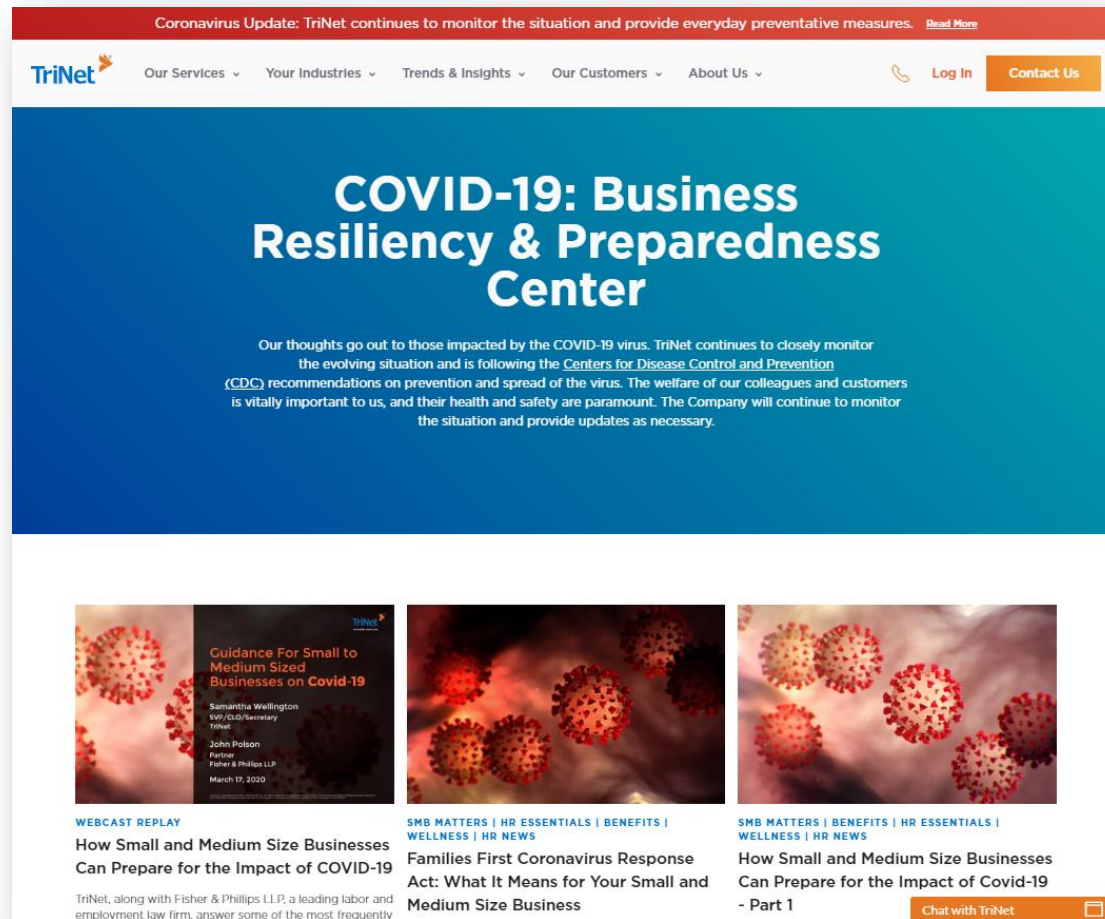 Coronavirus Update: TriNet continues to monitor the situation and provide everyday preventative measures. Read More
TriNet
Our Services
Your Industries
Trends & Insights
Our Customers
About Us
Log In
Contact Us
COVID-19: Business
Resiliency & Preparedness
Center
Our thoughts go out to those impacted by the COVID-19 virus. TriNet continues to closely monitor
the evolving situation and is following the Centers for Disease Control and Prevention
(CDC) recommendations on prevention and spread of the virus. The welfare of our colleagues and customers
is vitally important to us, and their health and safety are paramount. The Company will continue to monitor
the situation and provide updates as necessary.
TriNet
Guidance For Small to
Medium Sized
Businesses on Covid-19
Samantha Wellington
SVP/CLO/Secretary
TriNet
John Polson
Partner
Fisher & Phillips LLP
March 17, 2020
WEBCAST REPLAY
How Small and Medium Size Businesses
Can Prepare for the Impact of COVID-19
TriNet, along with Fisher & Phillips LLP, a leading labor and
employment law firm, answer some of the most frequently
SMB MATTERS | HR ESSENTIALS | BENEFITS |
WELLNESS | HR NEWS
Families First Coronavirus Response
Act: What It Means for Your Small and
Medium Size Business
SMB MATTERS | BENEFITS | HR ESSENTIALS |
WELLNESS | HR NEWS
How Small and Medium Size Businesses
Can Prepare for the Impact of Covid-19
- Part 1
Chat with TriNet